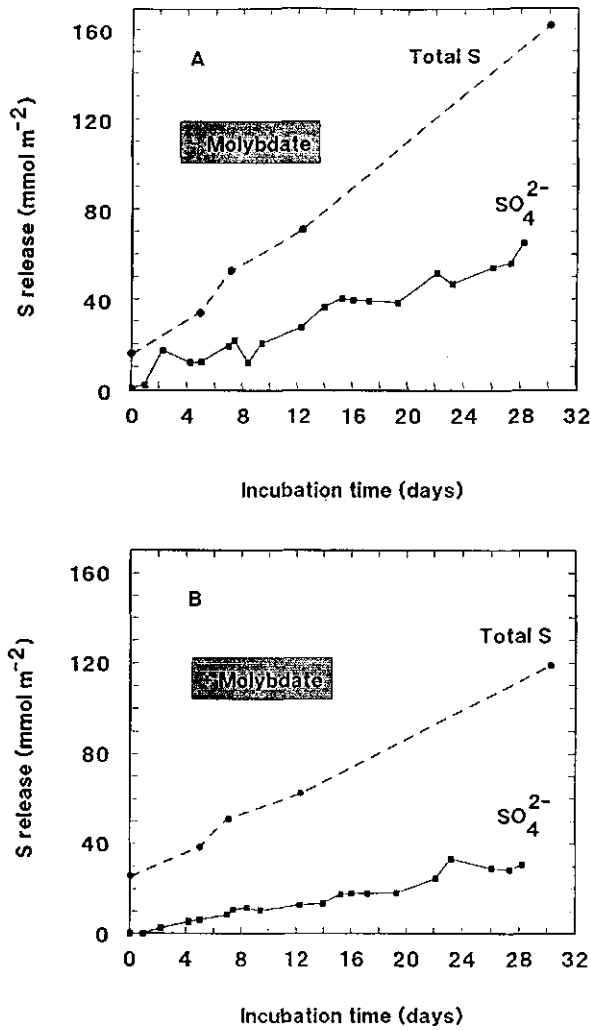 160
A
Total S
120
- Molybdate
S release (mmol m⁻²)
80
SO₄²⁻
40
0
0 4 8 12 16 20 24 28 32
Incubation time (days)
160
B
Total S
120
+ Molybdate
S release (mmol m⁻²)
80
SO₄²⁻
40
0
0 4 8 12 16 20 24 28 32
Incubation time (days)